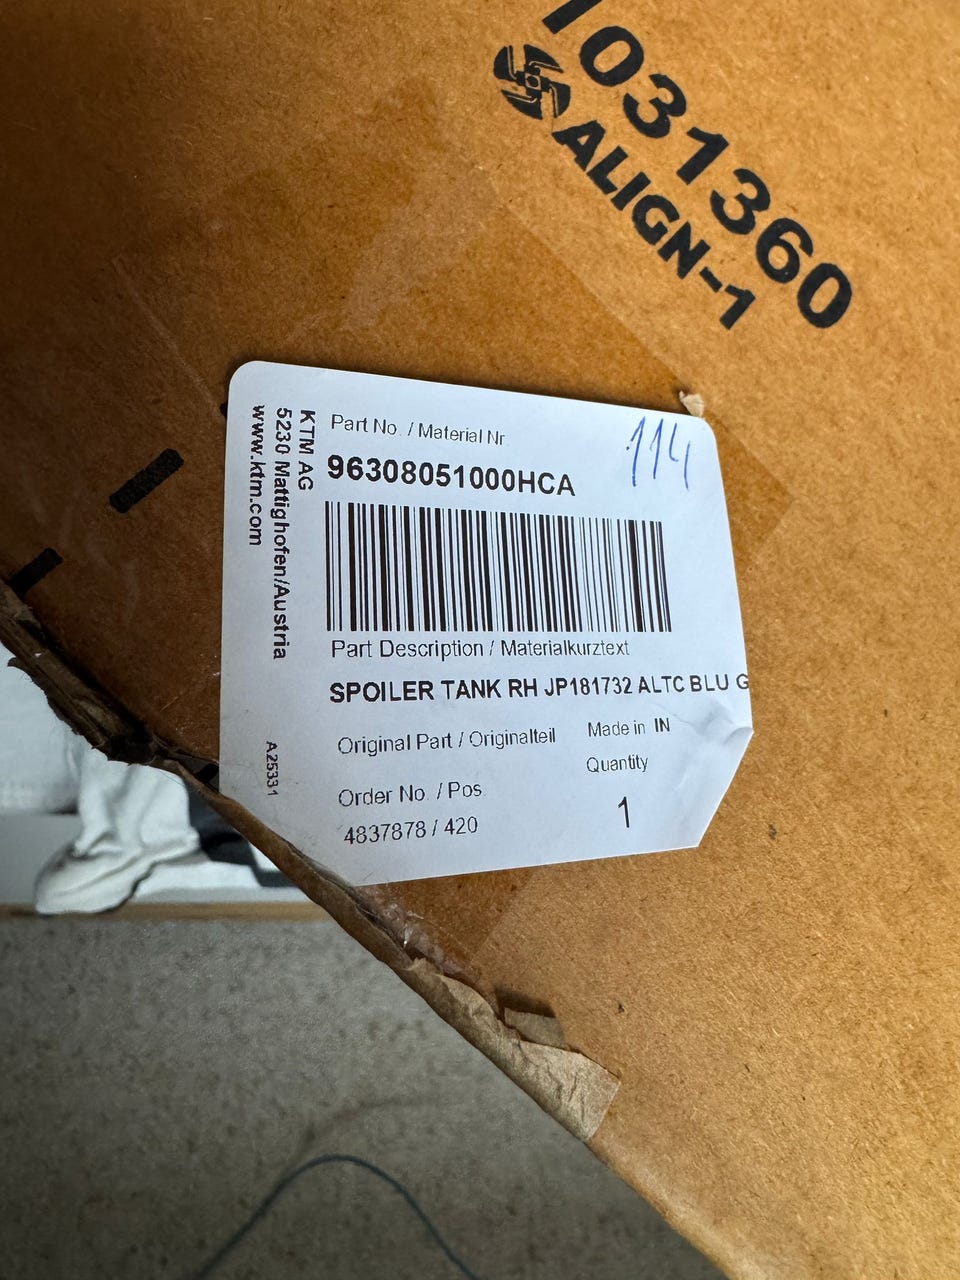 1031360
ALIGN-1
KTM AG
5230 Mattighofen/Austria
www.ktm.com
A25331
Part No. / Material Nr
114
96308051000HCA
Part Description / Materialkurztext
SPOILER TANK RH JP181732 ALTC BLU G
Original Part / Originalteil
Made in IN
Quantity
1
Order No. / Pos
4837878 / 420